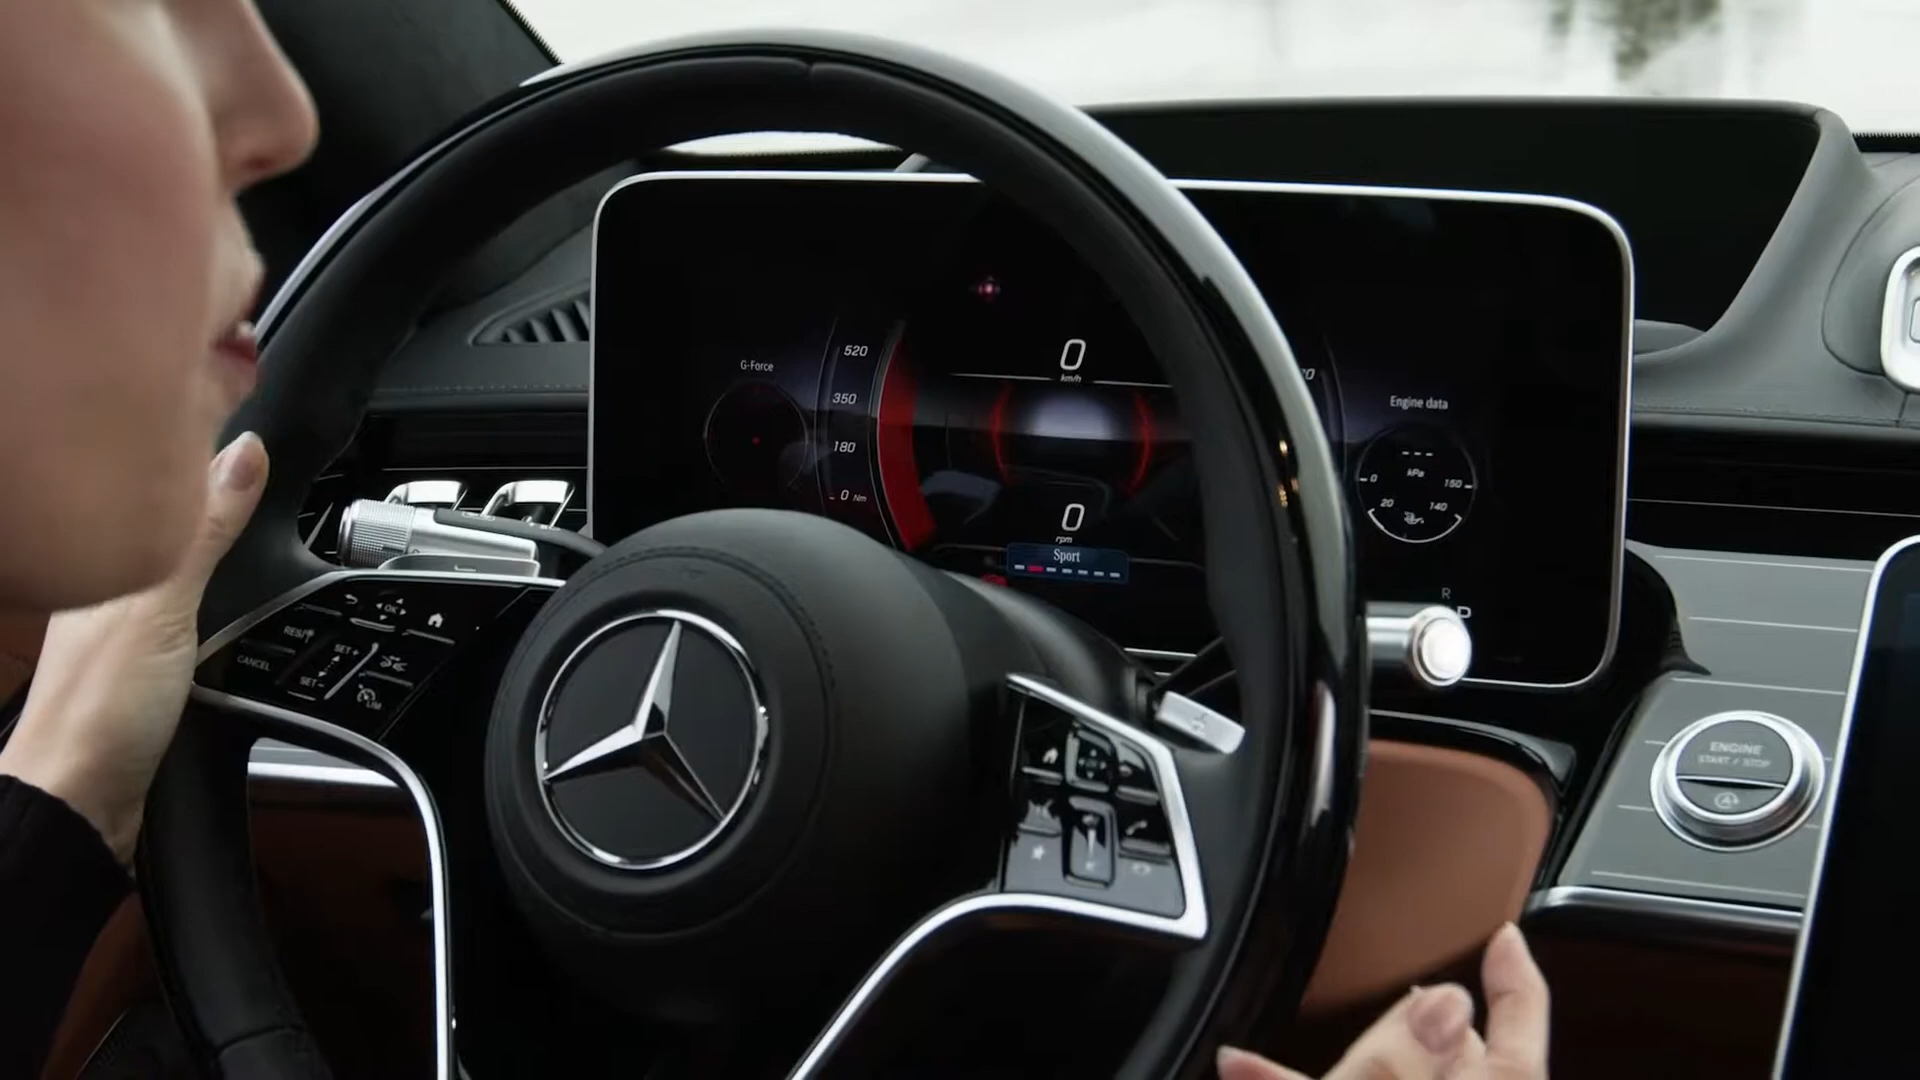 G-Force
520
350
180
0 Nm
0
km/h
0
rpm
Sport
Engine data
---
kPa
0
150
20
140
R
P
OK
RES/
CANCEL
SET+
SET-
LIM
ENGINE
START / STOP
A